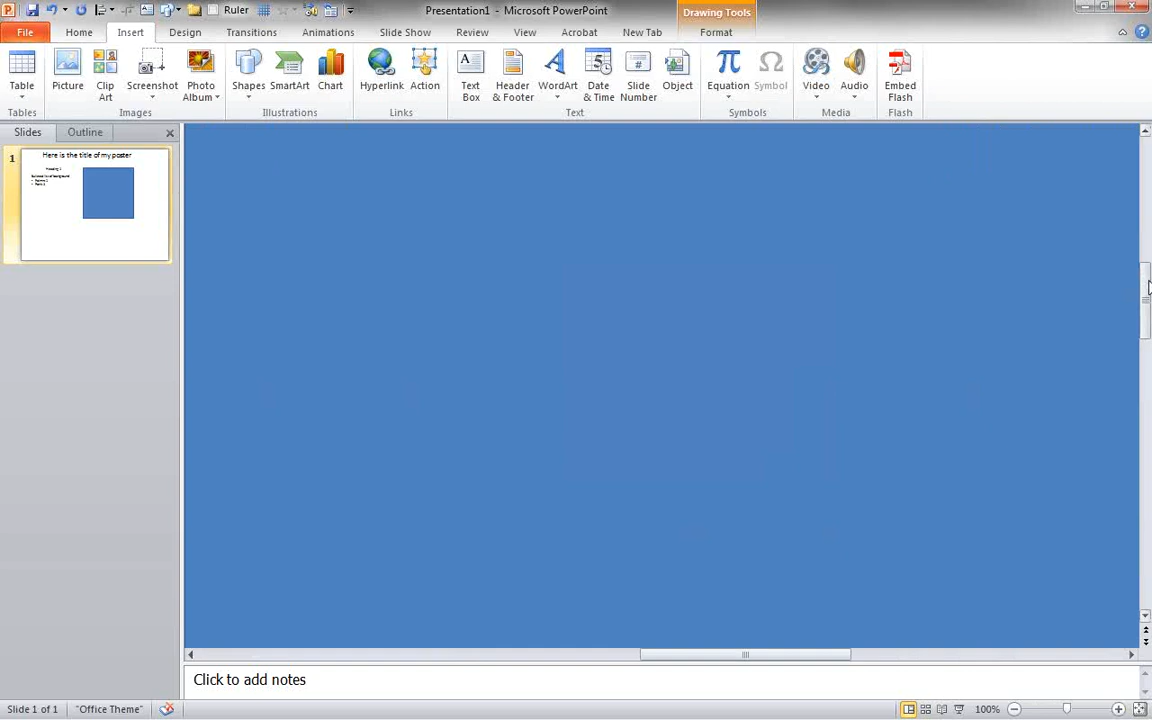 Ruler
Presentation1 - Microsoft PowerPoint
Drawing Tools
File Home Insert Design Transitions Animations Slide Show Review View Acrobat New Tab Format
Table Picture Clip Art Screenshot Photo Album Shapes SmartArt Chart Hyperlink Action Text Box Header & Footer WordArt Date & Time Slide Number Object Equation Symbol Video Audio Embed Flash
Tables Images Illustrations Links Text Symbols Media Flash
Slides Outline
1
Here is the title of my poster
Heading 1
Click to add notes
Slide 1 of 1 "Office Theme" 100%